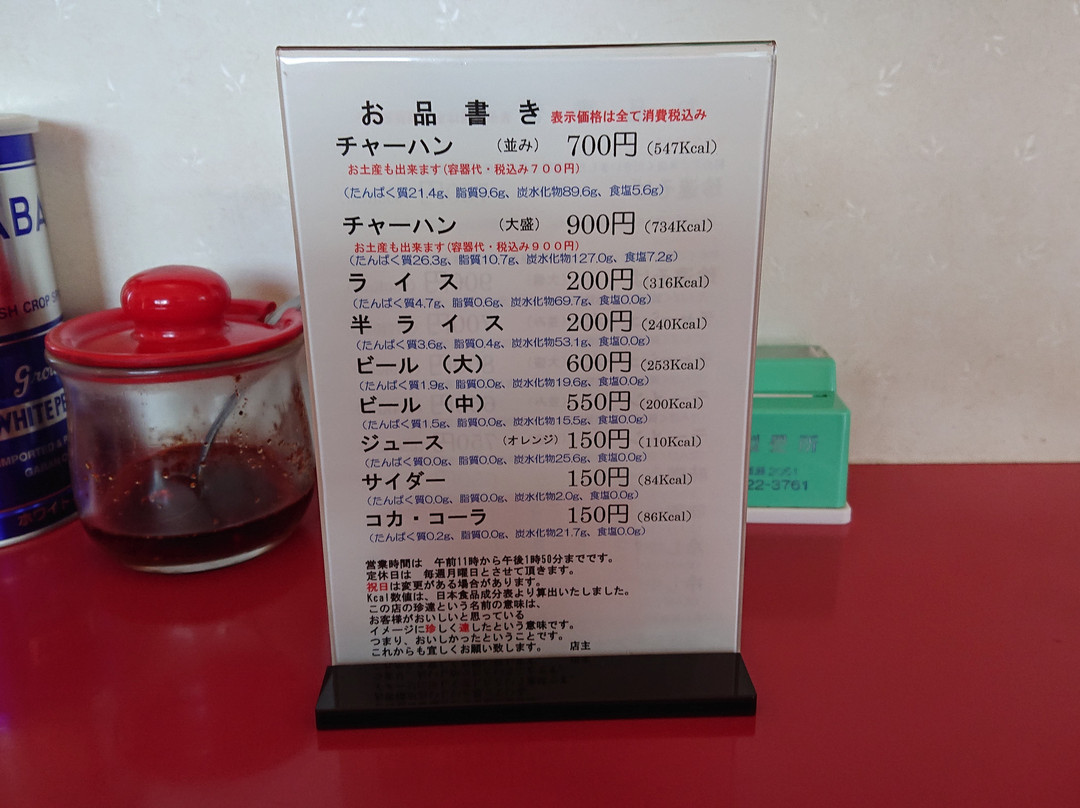 お品書き 表示価格は全て消費税込み
チャーハン （並み） 700円（547Kcal）
お土産も出来ます（容器代・税込み７００円）
（たんぱく質21.4g、脂質9.6g、炭水化物89.6g、食塩5.6g）
チャーハン （大盛） 900円（734Kcal）
お土産も出来ます（容器代・税込み９００円）
（たんぱく質26.3g、脂質10.7g、炭水化物127.0g、食塩7.2g）
ライス 200円（316Kcal）
（たんぱく質4.7g、脂質0.6g、炭水化物69.7g、食塩0.0g）
半ライス 200円（240Kcal）
（たんぱく質3.6g、脂質0.4g、炭水化物53.1g、食塩0.0g）
ビール（大） 600円（253Kcal）
（たんぱく質1.9g、脂質0.0g、炭水化物19.6g、食塩0.0g）
ビール（中） 550円（200Kcal）
（たんぱく質1.5g、脂質0.0g、炭水化物15.5g、食塩0.0g）
ジュース （オレンジ） 150円（110Kcal）
（たんぱく質0.0g、脂質0.0g、炭水化物25.6g、食塩0.0g）
サイダー 150円（84Kcal）
（たんぱく質0.0g、脂質0.0g、炭水化物2.0g、食塩0.0g）
コカ・コーラ 150円（86Kcal）
（たんぱく質0.2g、脂質0.0g、炭水化物21.7g、食塩0.0g）
営業時間は 午前11時から午後1時50分までです。
定休日は 毎週月曜日とさせて頂きます。
祝日は変更がある場合があります。
Kcal数値は、日本食品成分表より算出いたしました。
この店の珍達という名前の意味は、
お客様がおいしいと思っている
イメージに珍しく達したという意味です。
つまり、おいしかったということです。
これからも宜しくお願い致します。 店主
ABA
SH CROP
WHITE PE
IMPORTED &
GABAN
ホワイト
22-3761